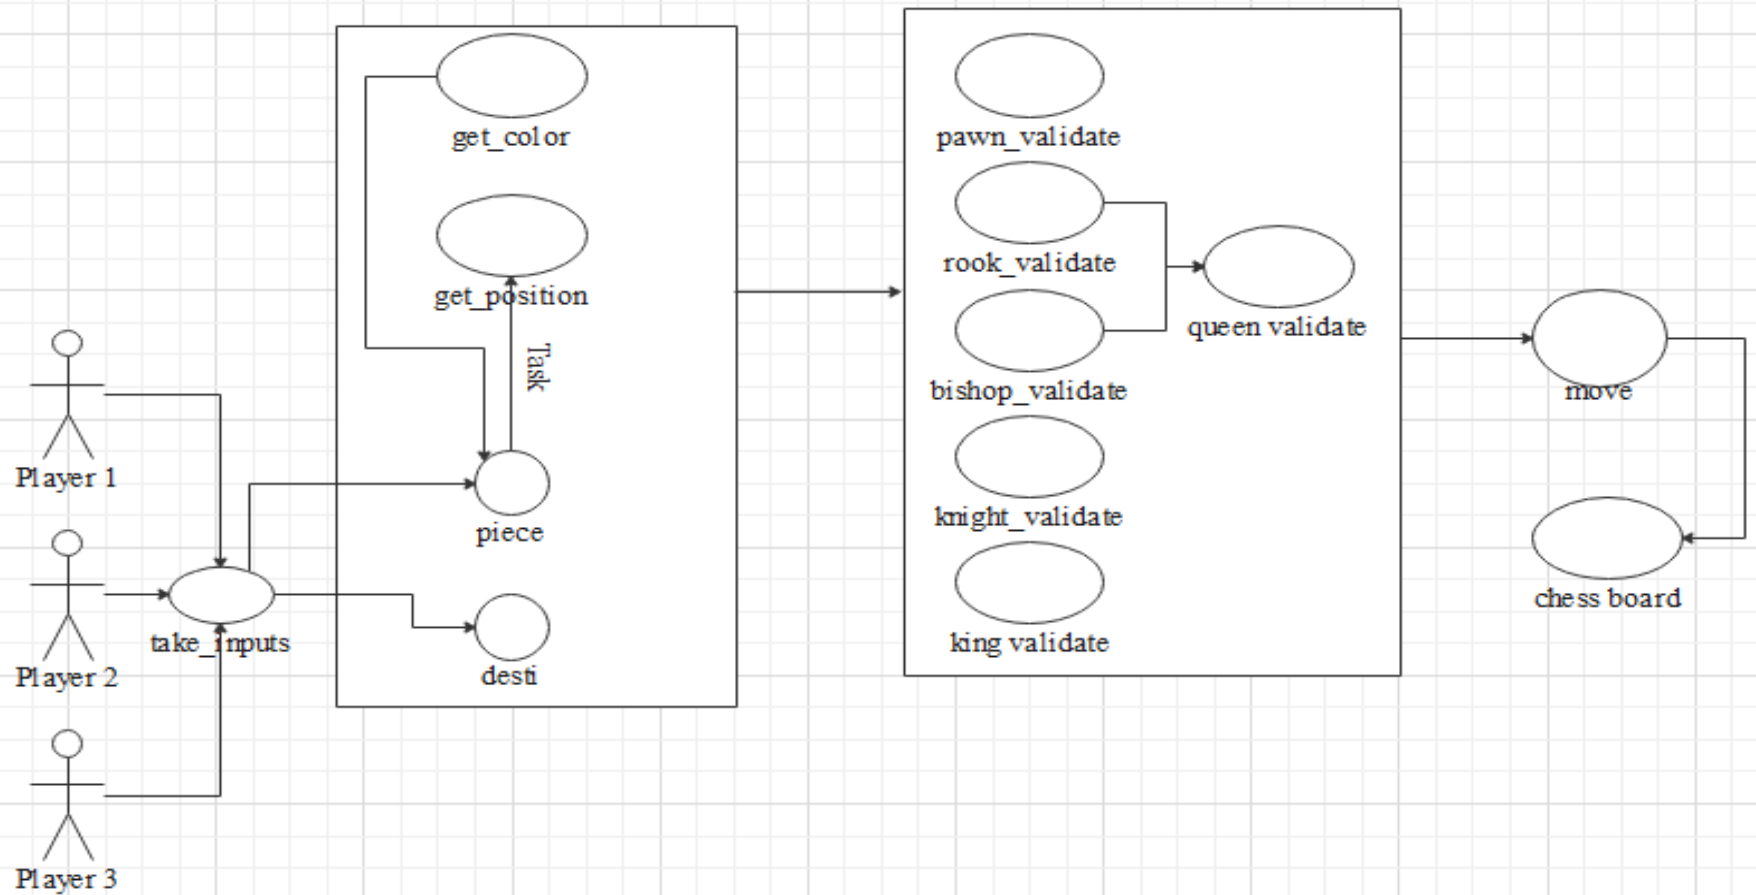 get_color
get_position
Task
piece
desti
Player 1
Player 2
Player 3
take_inputs
pawn_validate
rook_validate
queen validate
bishop_validate
knight_validate
king validate
move
chess board